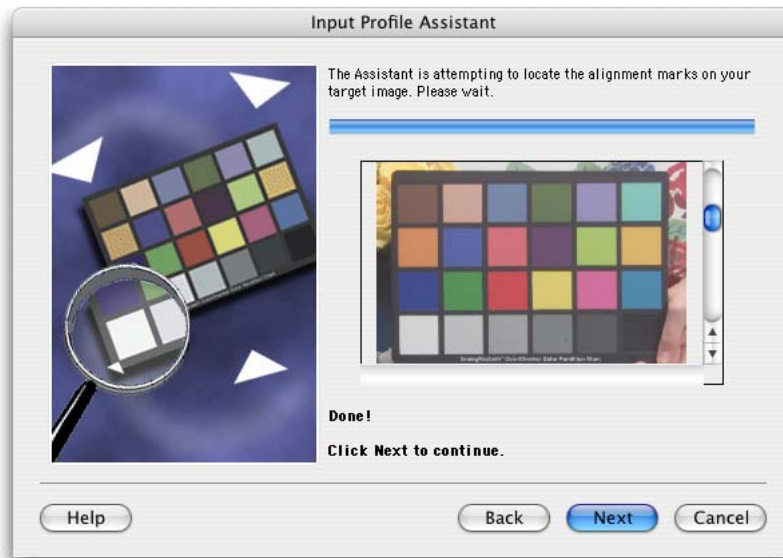 Input Profile Assistant
The Assistant is attempting to locate the alignment marks on your
target image. Please wait.
Done!
Click Next to continue.
Help
Back
Next
Cancel